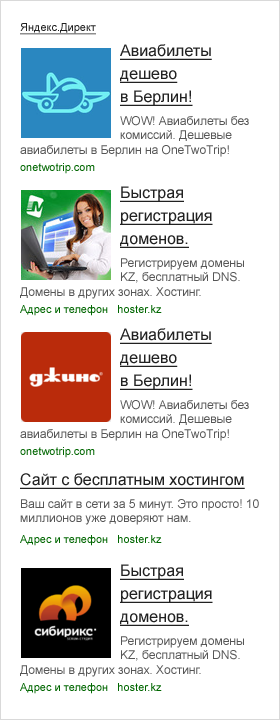 Яндекс.Директ
Авиабилеты
дешево
в Берлин!
WOW! Авиабилеты без
комиссий. Дешевые
авиабилеты в Берлин на OneTwoTrip!
onetwotrip.com
Быстрая
регистрация
доменов.
Регистрируем домены
KZ, бесплатный DNS.
Домены в других зонах. Хостинг.
Адрес и телефон hoster.kz
джино
Авиабилеты
дешево
в Берлин!
WOW! Авиабилеты без
комиссий. Дешевые
авиабилеты в Берлин на OneTwoTrip!
onetwotrip.com
Сайт с бесплатным хостингом
Ваш сайт в сети за 5 минут. Это просто! 10
миллионов уже доверяют нам.
Адрес и телефон hoster.kz
сибирикс
Быстрая
регистрация
доменов.
Регистрируем домены
KZ, бесплатный DNS.
Домены в других зонах. Хостинг.
Адрес и телефон hoster.kz